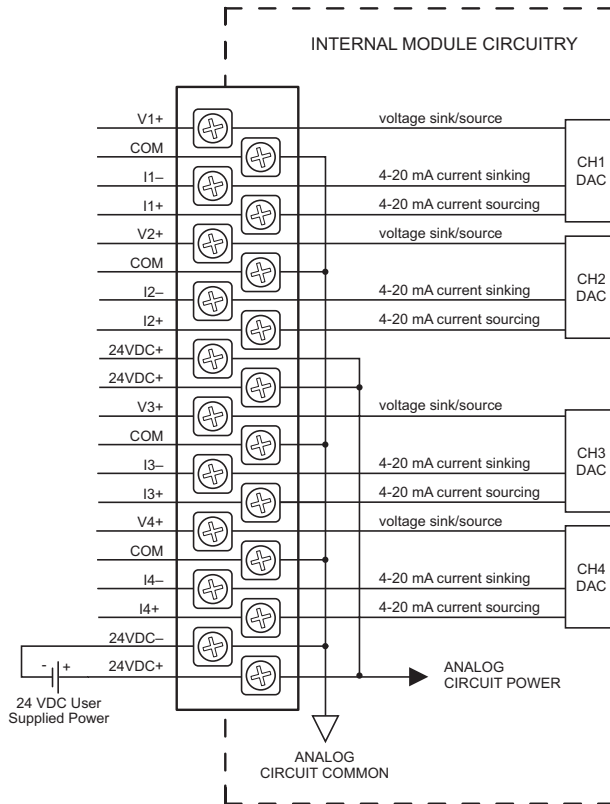 INTERNAL MODULE CIRCUITRY
V1+ voltage sink/source
COM
I1– 4-20 mA current sinking
I1+ 4-20 mA current sourcing
CH1
DAC
V2+ voltage sink/source
COM
I2– 4-20 mA current sinking
I2+ 4-20 mA current sourcing
CH2
DAC
24VDC+
24VDC+
V3+ voltage sink/source
COM
I3– 4-20 mA current sinking
I3+ 4-20 mA current sourcing
CH3
DAC
V4+ voltage sink/source
COM
I4– 4-20 mA current sinking
I4+ 4-20 mA current sourcing
CH4
DAC
24VDC–
24VDC+
- +
24 VDC User
Supplied Power
ANALOG
CIRCUIT POWER
ANALOG
CIRCUIT COMMON